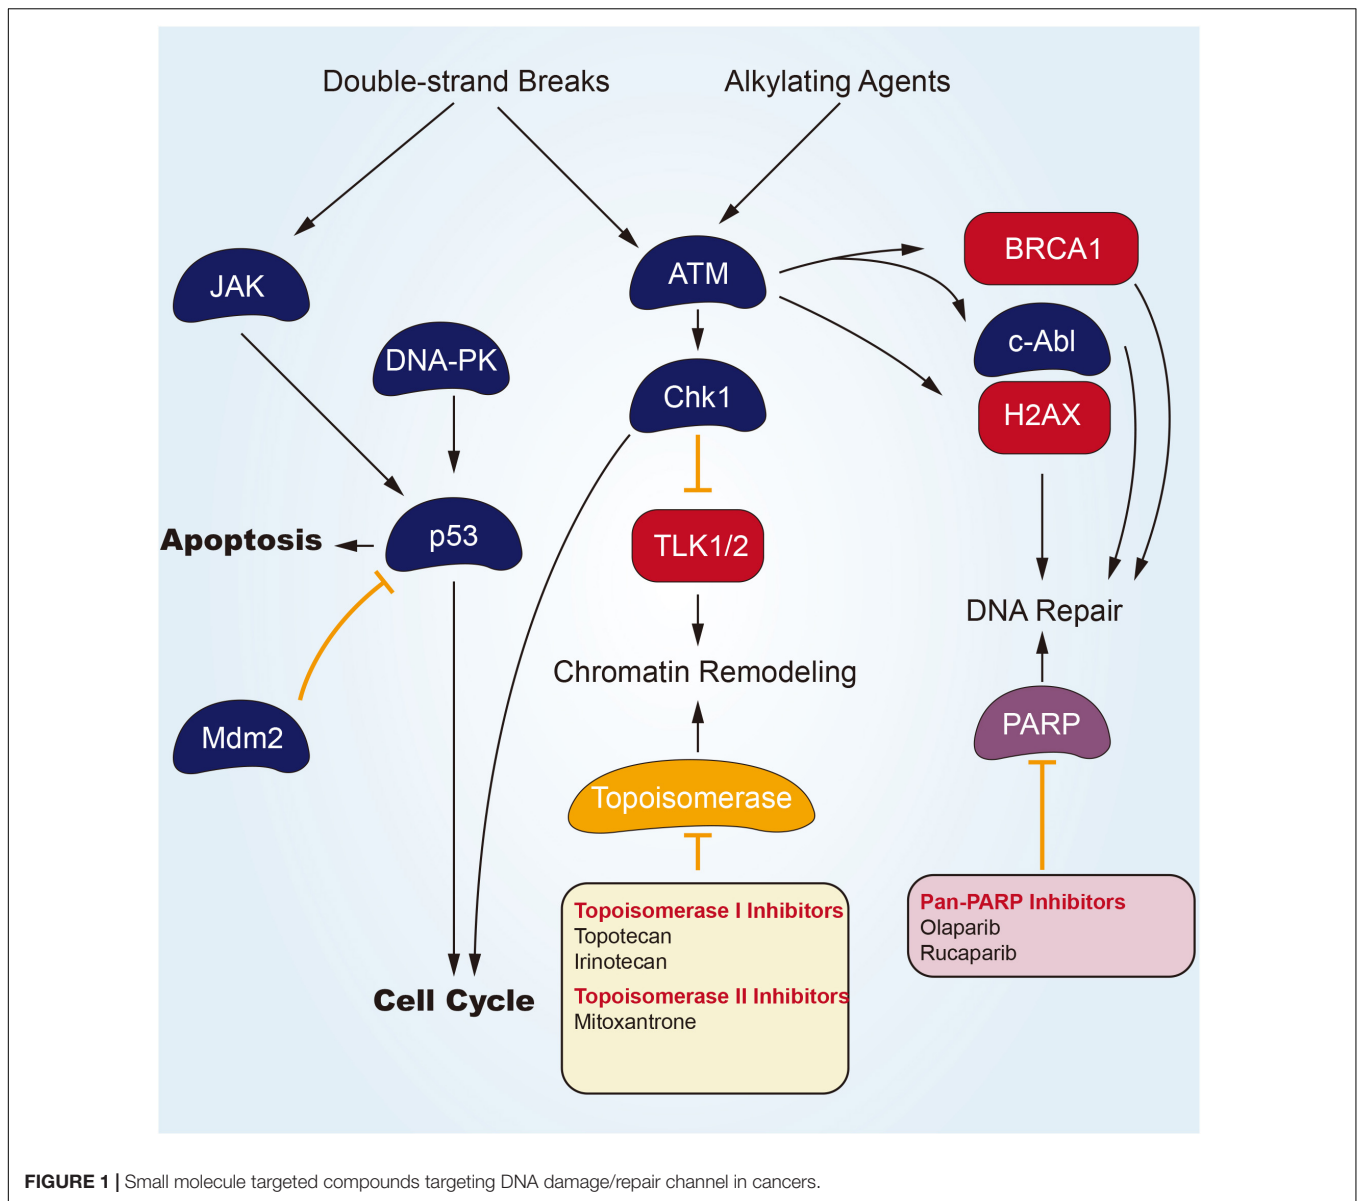 Double-strand Breaks
Alkylating Agents
BRCA1
ATM
JAK
c-Abl
DNA-PK
Chk1
H2AX
p53
Apoptosis
TLK1/2
DNA Repair
Chromatin Remodeling
PARP
Mdm2
Topoisomerase
Pan-PARP Inhibitors
Olaparib
Rucaparib
Topoisomerase I Inhibitors
Topotecan
Irinotecan
Topoisomerase II Inhibitors
Mitoxantrone
Cell Cycle
FIGURE 1 | Small molecule targeted compounds targeting DNA damage/repair channel in cancers.